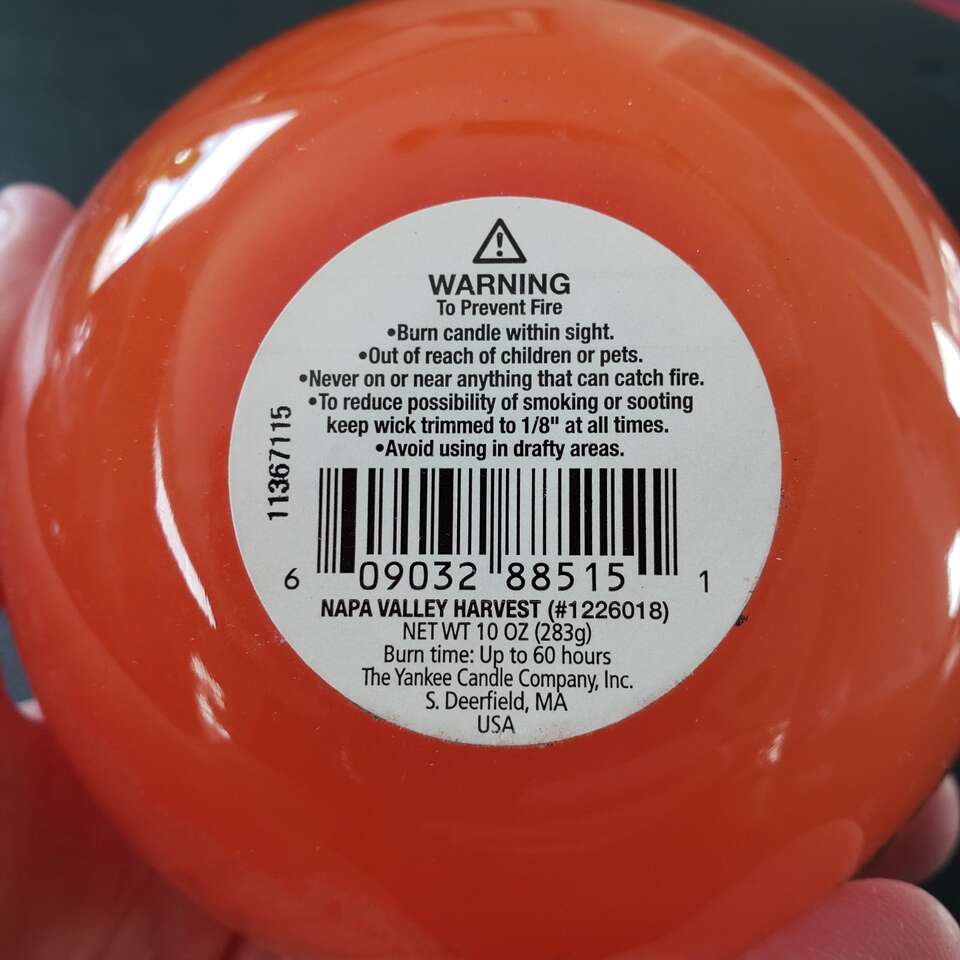 WARNING
To Prevent Fire
•Burn candle within sight.
•Out of reach of children or pets.
•Never on or near anything that can catch fire.
•To reduce possibility of smoking or sooting
keep wick trimmed to 1/8" at all times.
•Avoid using in drafty areas.
11367115
6 09032 88515 1
NAPA VALLEY HARVEST (#1226018)
NET WT 10 OZ (283g)
Burn time: Up to 60 hours
The Yankee Candle Company, Inc.
S. Deerfield, MA
USA